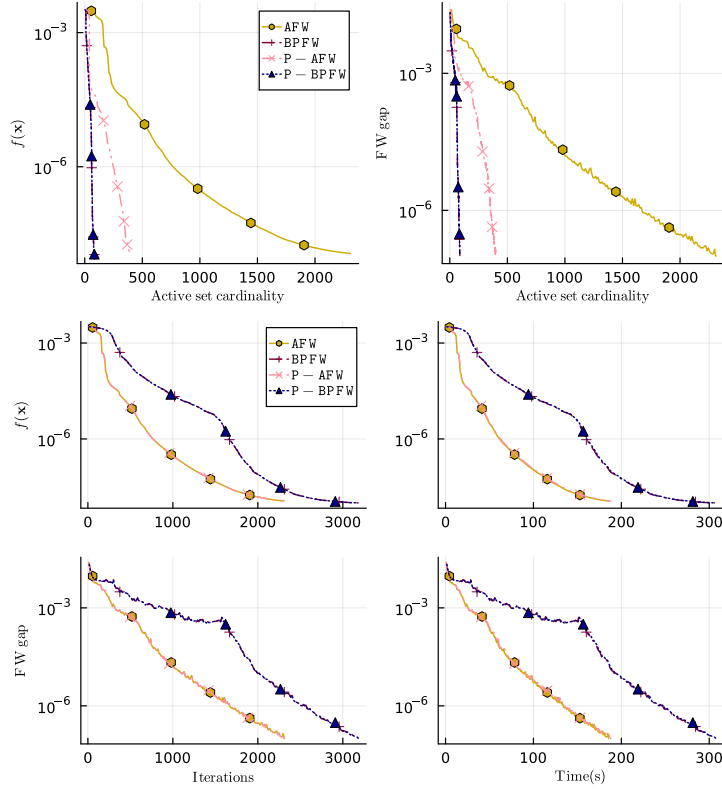 AFW
BPFW
P − AFW
P − BPFW
10⁻³
10⁻⁶
f(x)
0 500 1000 1500 2000
Active set cardinality
10⁻³
10⁻⁶
FW gap
0 500 1000 1500 2000
Active set cardinality
AFW
BPFW
P − AFW
P − BPFW
10⁻³
10⁻⁶
f(x)
0 1000 2000 3000
10⁻³
10⁻⁶
0 100 200 300
10⁻³
10⁻⁶
FW gap
0 1000 2000 3000
Iterations
10⁻³
10⁻⁶
0 100 200 300
Time(s)